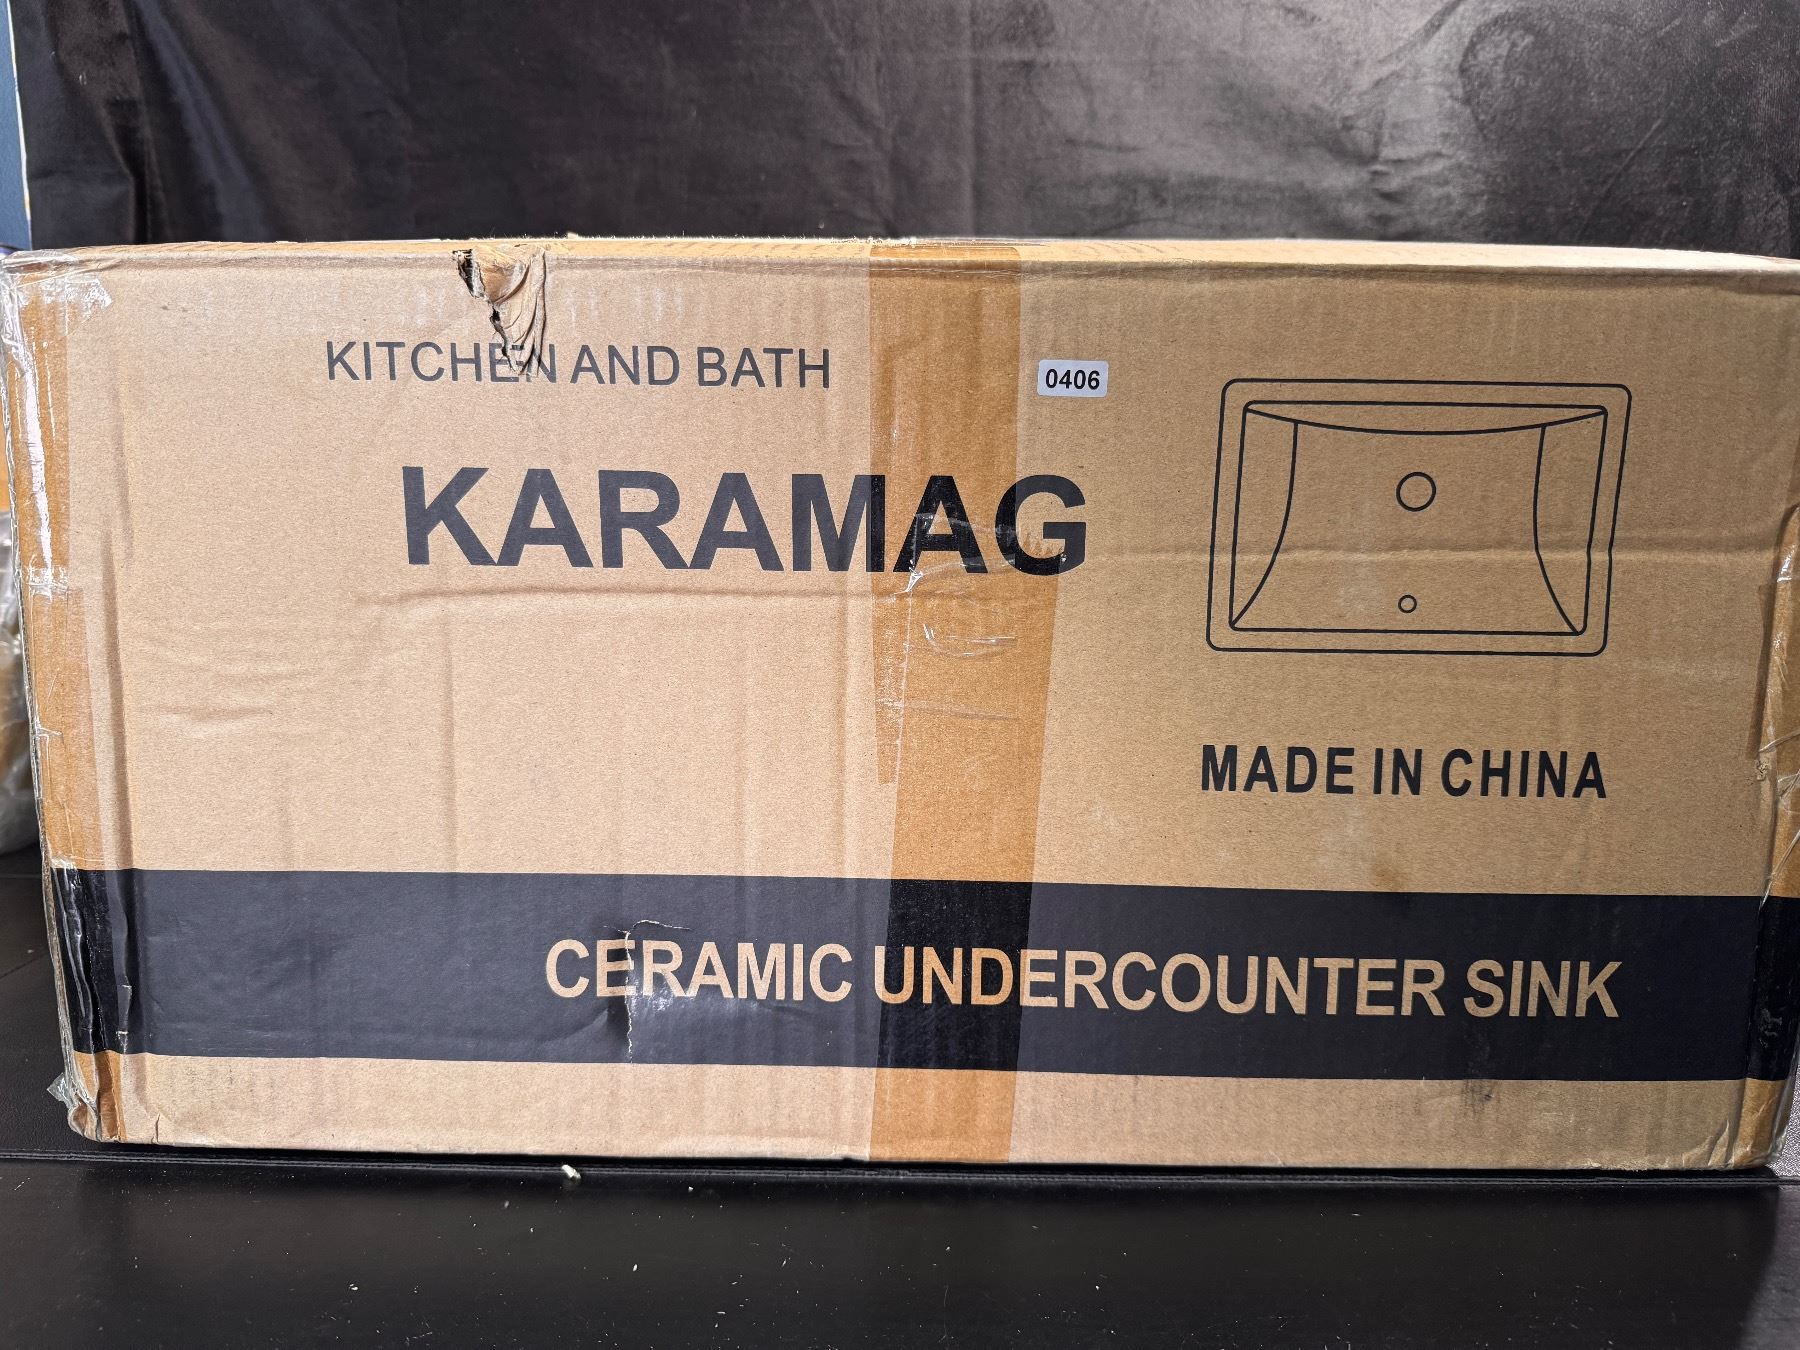 KITCHEN AND BATH
0406
KARAMAG
MADE IN CHINA
CERAMIC UNDERCOUNTER SINK